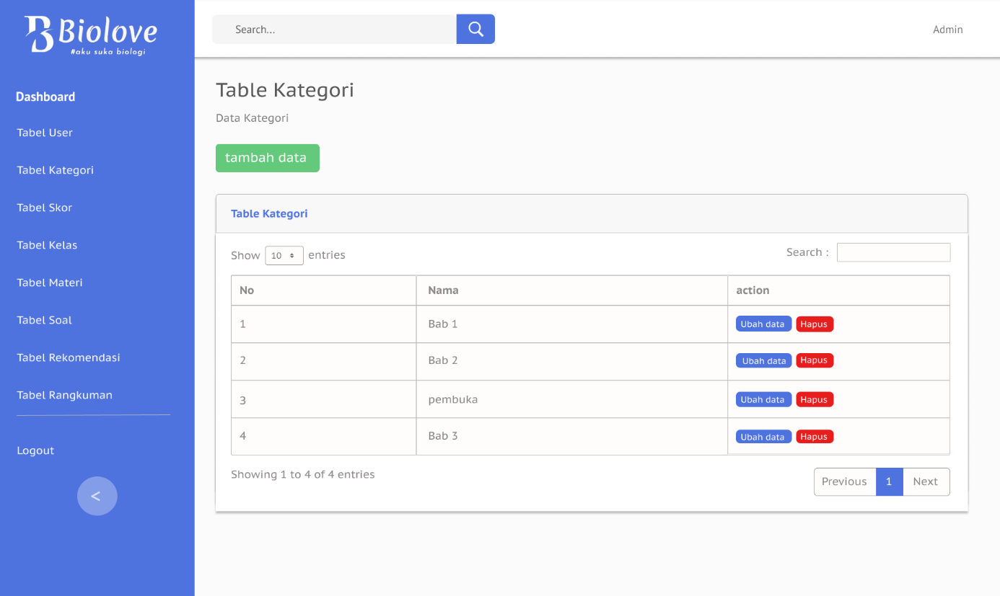 Biolove
#aku suka biologi
Dashboard
Tabel User
Tabel Kategori
Tabel Skor
Tabel Kelas
Tabel Materi
Tabel Soal
Tabel Rekomendasi
Tabel Rangkuman
Logout
<
Search...
Admin
Table Kategori
Data Kategori
tambah data
Table Kategori
Show 10 entries
Search :
No Nama action
1 Bab 1 Ubah data Hapus
2 Bab 2 Ubah data Hapus
3 pembuka Ubah data Hapus
4 Bab 3 Ubah data Hapus
Showing 1 to 4 of 4 entries
Previous 1 Next